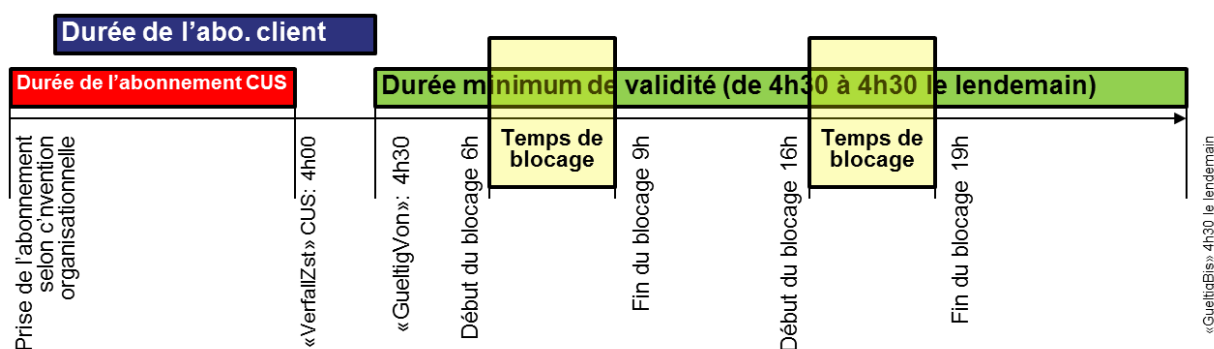 Durée de l’abo. client
Durée de l’abonnement CUS
Durée minimum de validité (de 4h30 à 4h30 le lendemain)
Temps de
blocage
Temps de
blocage
Prise de l’abonnement
selon c’nvention
organisationnelle
«VerfallZst» CUS: 4h00
«GueltigVon»: 4h30
Début du blocage 6h
Fin du blocage 9h
Début du blocage 16h
Fin du blocage 19h
«GueltigBis» 4h30 le lendemain